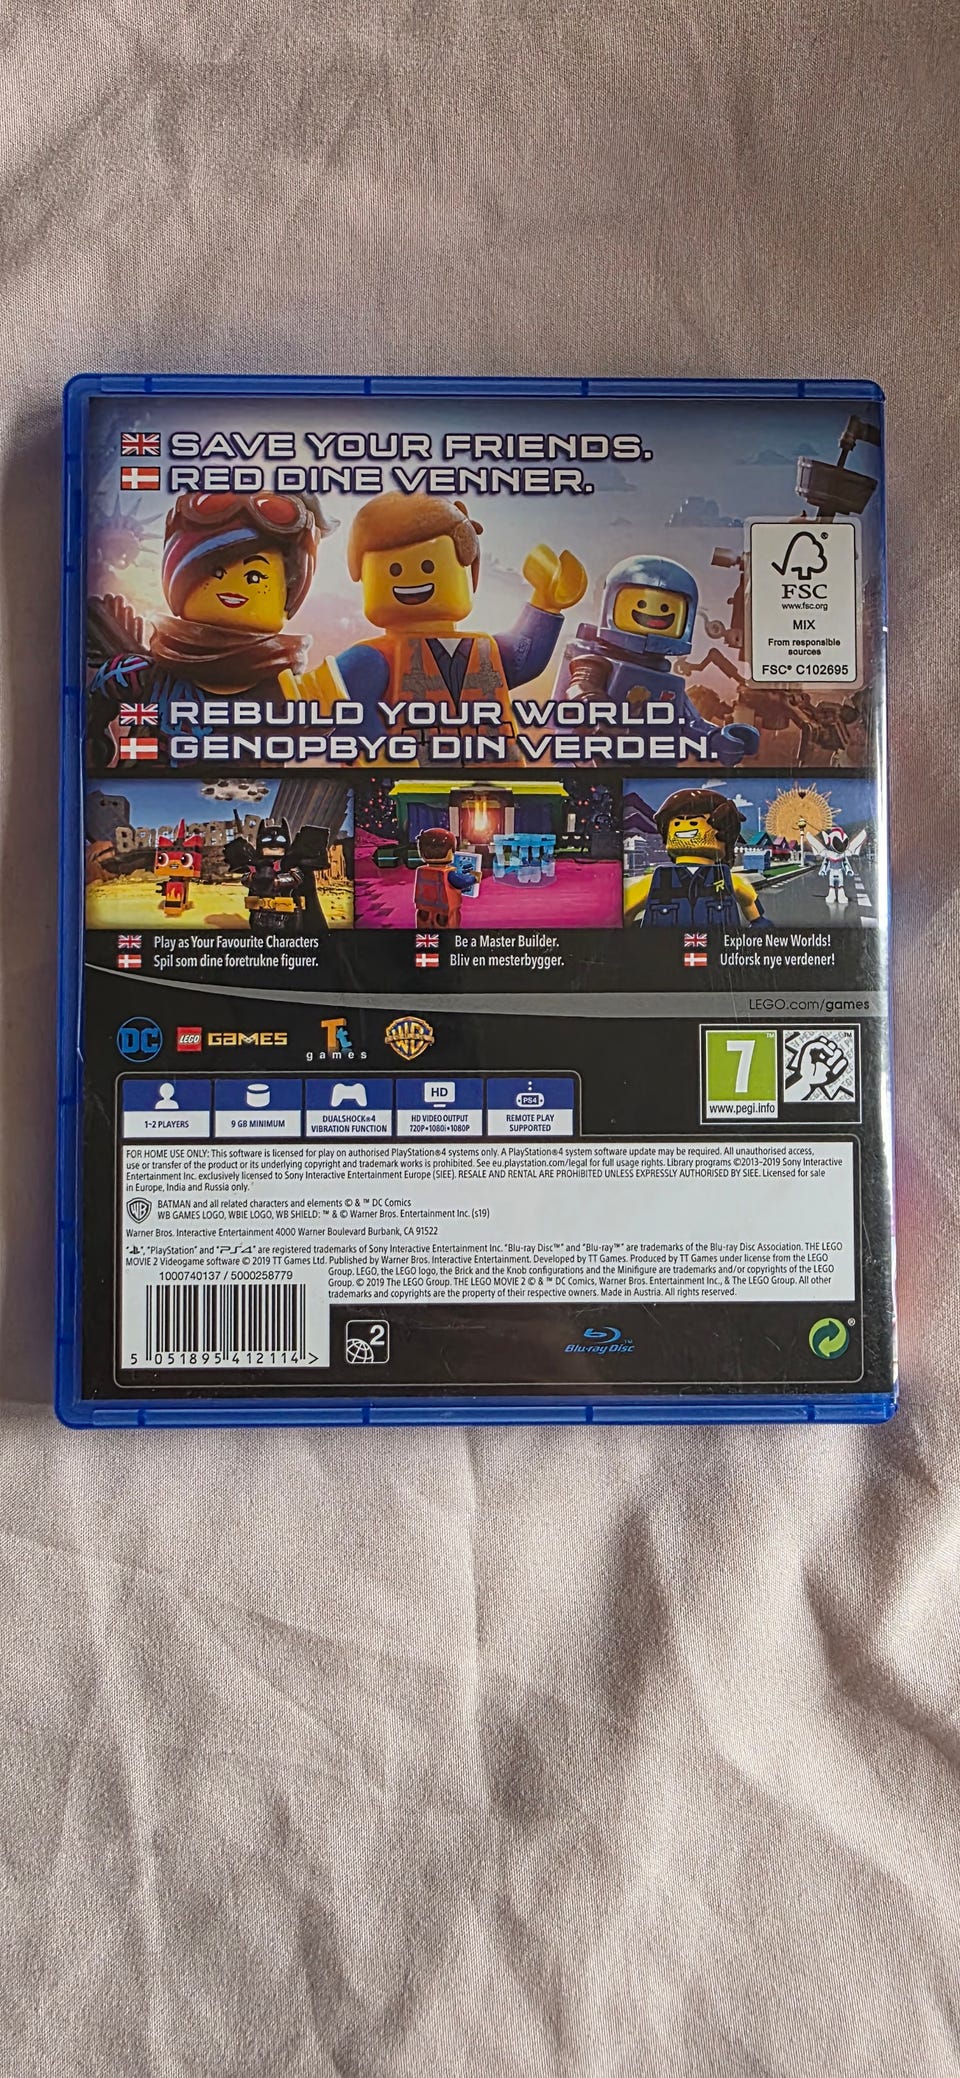 SAVE YOUR FRIENDS.
RED DINE VENNER.
FSC
www.fsc.org
MIX
From responsible
sources
FSC® C102695
REBUILD YOUR WORLD.
GENOPBYG DIN VERDEN.
Play as Your Favourite Characters
Spil som dine foretrukne figurer.
Be a Master Builder.
Bliv en mesterbygger.
Explore New Worlds!
Udforsk nye verdener!
LEGO.com/games
DC
LEGO GAMES
Tt
games
WB
7
www.pegi.info
1-2 PLAYERS
9 GB MINIMUM
DUALSHOCK®4
VIBRATION FUNCTION
HD
HD VIDEO OUTPUT
720P•1080i•1080P
PS4
REMOTE PLAY
SUPPORTED
FOR HOME USE ONLY: This software is licensed for play on authorised PlayStation®4 systems only. A PlayStation®4 system software update may be required. All unauthorised access,
use or transfer of the product or its underlying copyright and trademark works is prohibited. See eu.playstation.com/legal for full usage rights. Library programs ©2013-2019 Sony Interactive
Entertainment Inc. exclusively licensed to Sony Interactive Entertainment Europe (SIEE). RESALE AND RENTAL ARE PROHIBITED UNLESS EXPRESSLY AUTHORISED BY SIEE. Licensed for sale
in Europe, India and Russia only.
BATMAN and all related characters and elements © & ™ DC Comics
WB GAMES LOGO, WBIE LOGO, WB SHIELD: ™ & © Warner Bros. Entertainment Inc. (s19)
Warner Bros. Interactive Entertainment 4000 Warner Boulevard Burbank, CA 91522
"PlayStation" and "PS4" are registered trademarks of Sony Interactive Entertainment Inc. "Blu-ray Disc™" and "Blu-ray™" are trademarks of the Blu-ray Disc Association. THE LEGO
MOVIE 2 Videogame software © 2019 TT Games Ltd. Published by Warner Bros. Interactive Entertainment. Developed by TT Games. Produced by TT Games under license from the LEGO
Group. LEGO, the LEGO logo, the Brick and the Knob configurations and the Minifigure are trademarks and/or copyrights of the LEGO
Group. © 2019 The LEGO Group. THE LEGO MOVIE 2 © & ™ DC Comics, Warner Bros. Entertainment Inc., & The LEGO Group. All other
trademarks and copyrights are the property of their respective owners. Made in Austria. All rights reserved.
1000740137 / 5000258779
5 051895 412114 >
2
Blu-ray Disc™